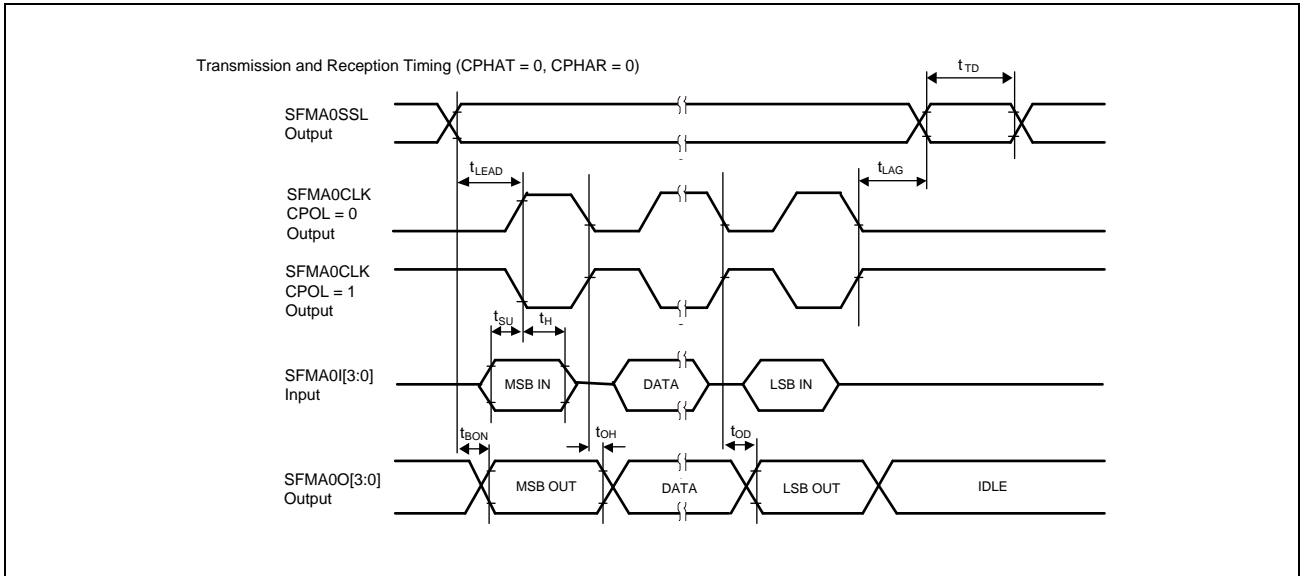 Transmission and Reception Timing (CPHAT = 0, CPHAR = 0)
tTD
SFMA0SSL
Output
tLEAD
tLAG
SFMA0CLK
CPOL = 0
Output
SFMA0CLK
CPOL = 1
Output
tSU
tH
SFMA0I[3:0]
Input
MSB IN
DATA
LSB IN
tBON
tOH
tOD
SFMA0O[3:0]
Output
MSB OUT
DATA
LSB OUT
IDLE